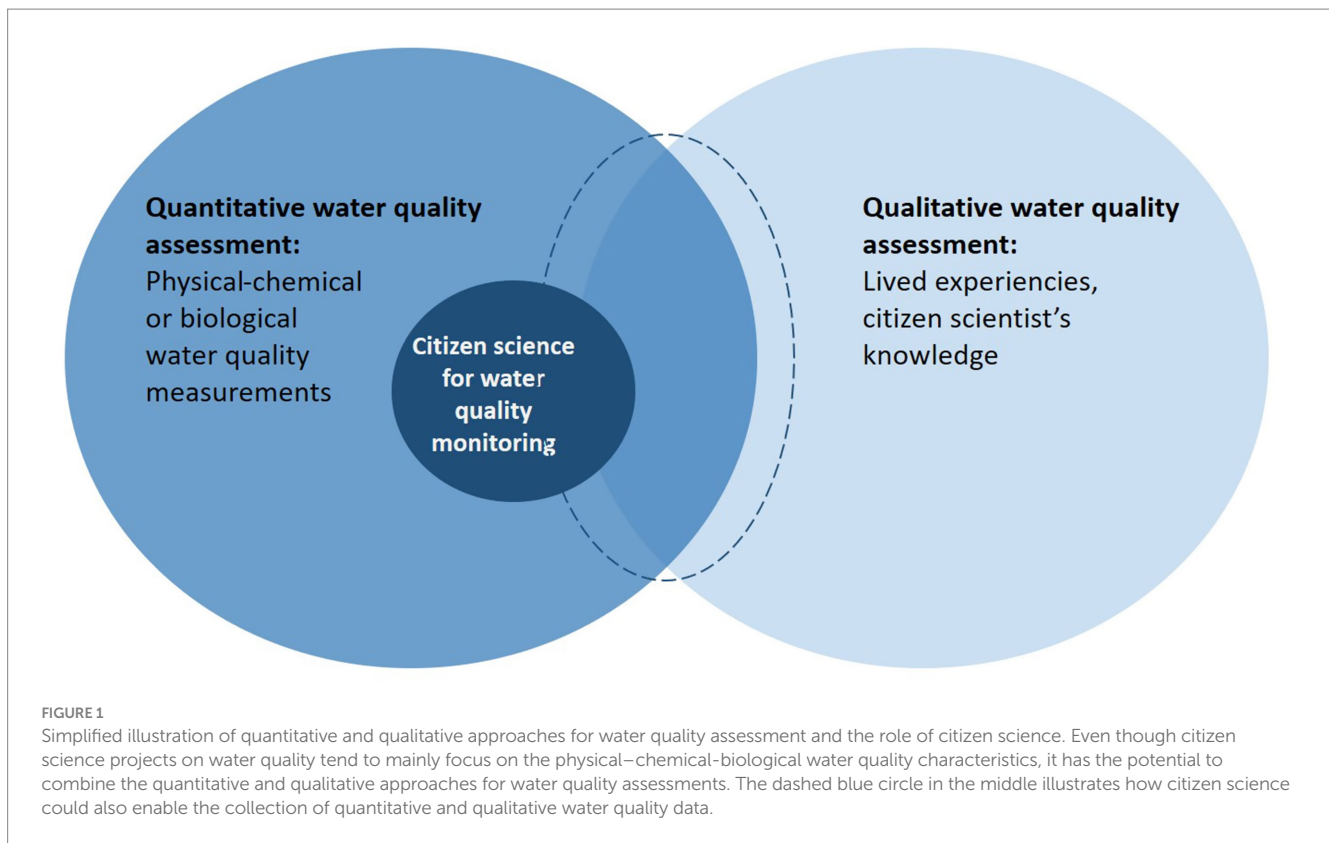 Quantitative water quality
assessment:
Physical-chemical
or biological
water quality
measurements
Citizen science
for water
quality
monitoring
Qualitative water quality
assessment:
Lived experiencies,
citizen scientist's
knowledge
FIGURE 1
Simplified illustration of quantitative and qualitative approaches for water quality assessment and the role of citizen science. Even though citizen
science projects on water quality tend to mainly focus on the physical–chemical-biological water quality characteristics, it has the potential to
combine the quantitative and qualitative approaches for water quality assessments. The dashed blue circle in the middle illustrates how citizen science
could also enable the collection of quantitative and qualitative water quality data.